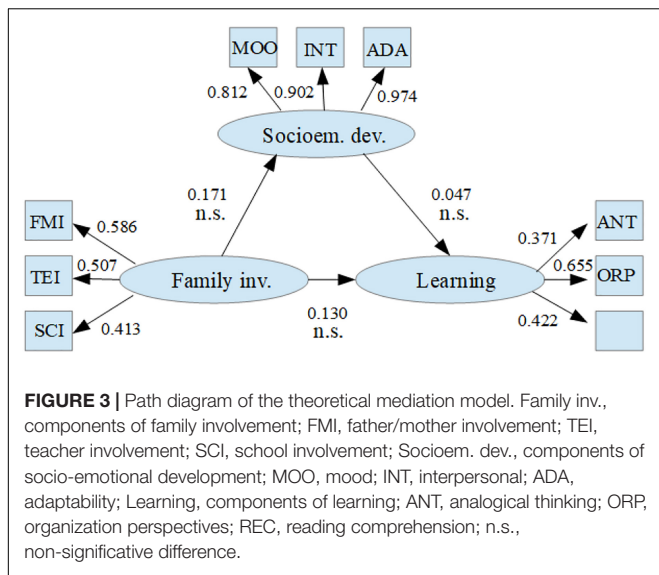 MOO INT ADA
0.812 0.902 0.974
Socioem. dev.
0.171
n.s.
0.047
n.s.
FMI
0.586
TEI
0.507
SCI
0.413
Family inv.
0.130
n.s.
Learning
0.371
ANT
0.655
ORP
0.422
FIGURE 3 | Path diagram of the theoretical mediation model. Family inv.,
components of family involvement; FMI, father/mother involvement; TEI,
teacher involvement; SCI, school involvement; Socioem. dev., components of
socio-emotional development; MOO, mood; INT, interpersonal; ADA,
adaptability; Learning, components of learning; ANT, analogical thinking; ORP,
organization perspectives; REC, reading comprehension; n.s.,
non-significative difference.